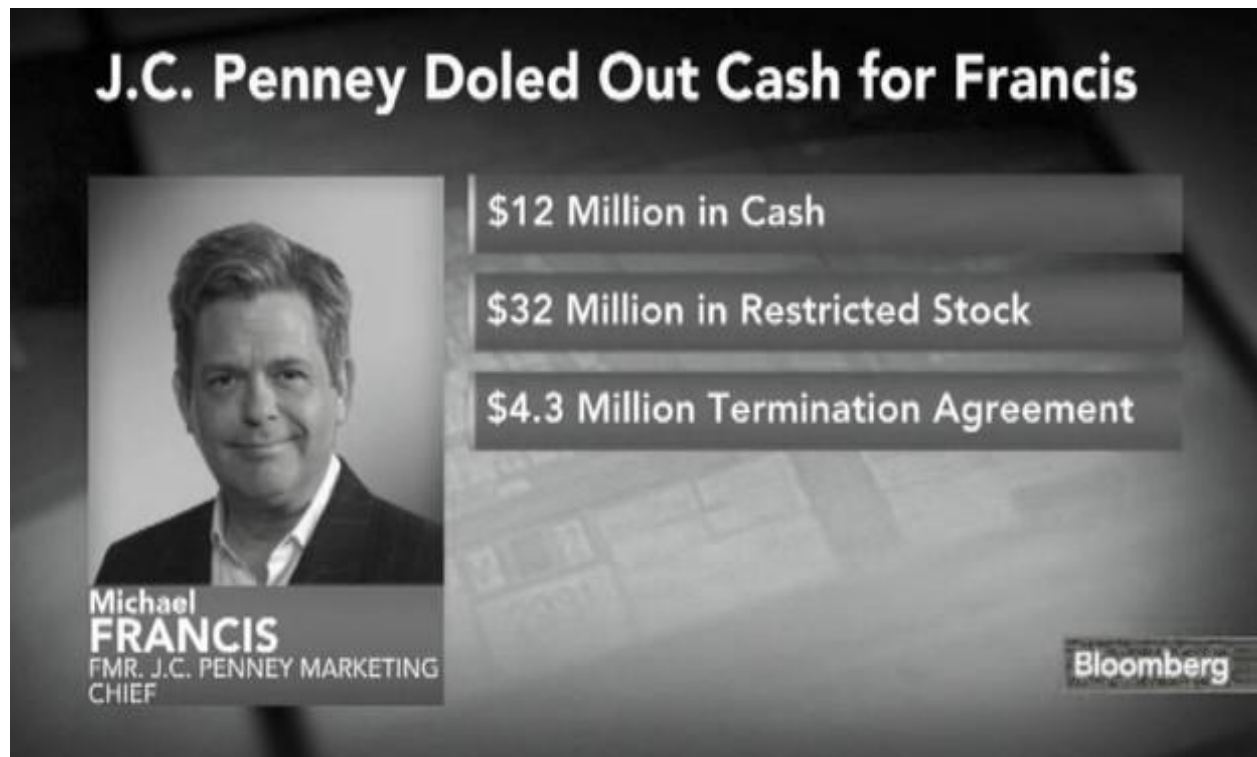 J.C. Penney Doled Out Cash for Francis
$12 Million in Cash
$32 Million in Restricted Stock
$4.3 Million Termination Agreement
Michael
FRANCIS
FMR. J.C. PENNEY MARKETING
CHIEF
Bloomberg